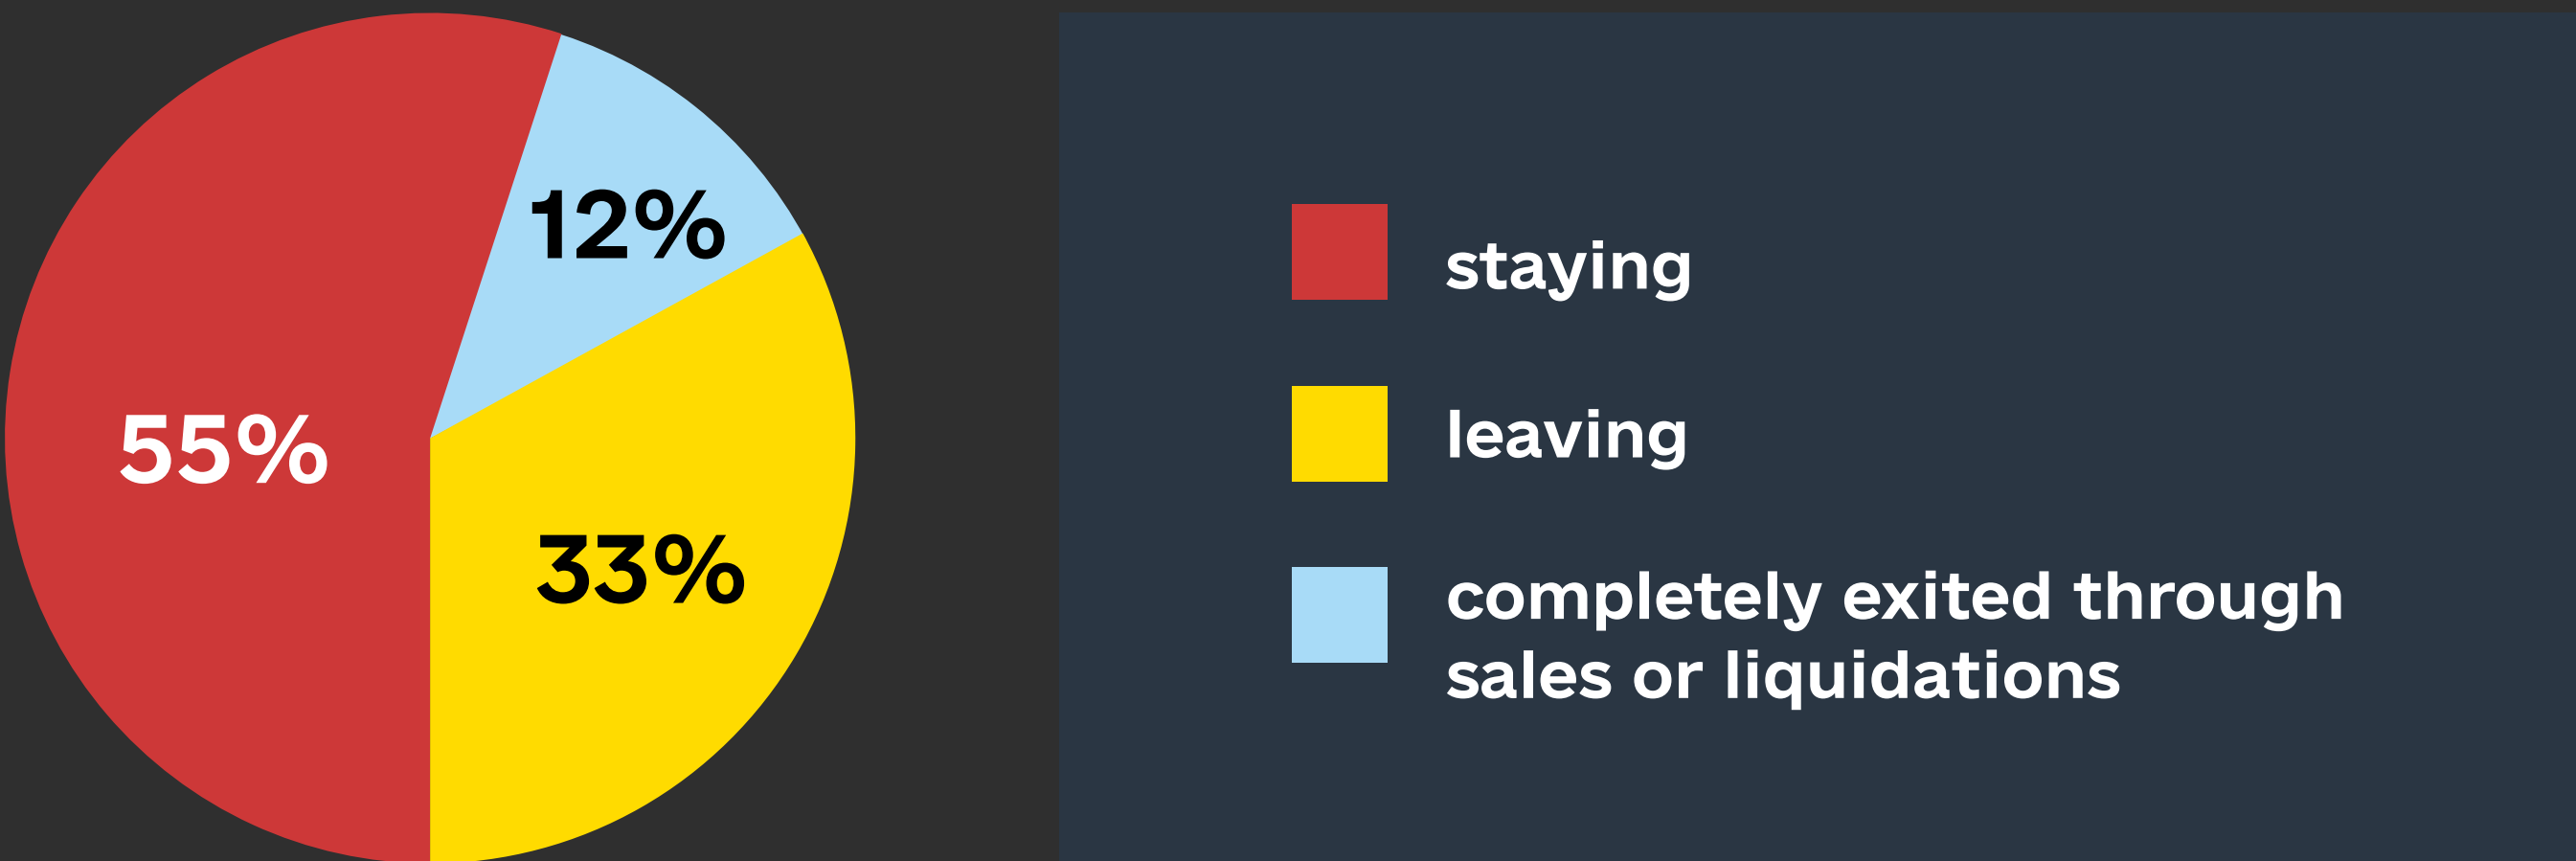 12%
55%
33%
staying
leaving
completely exited through
sales or liquidations